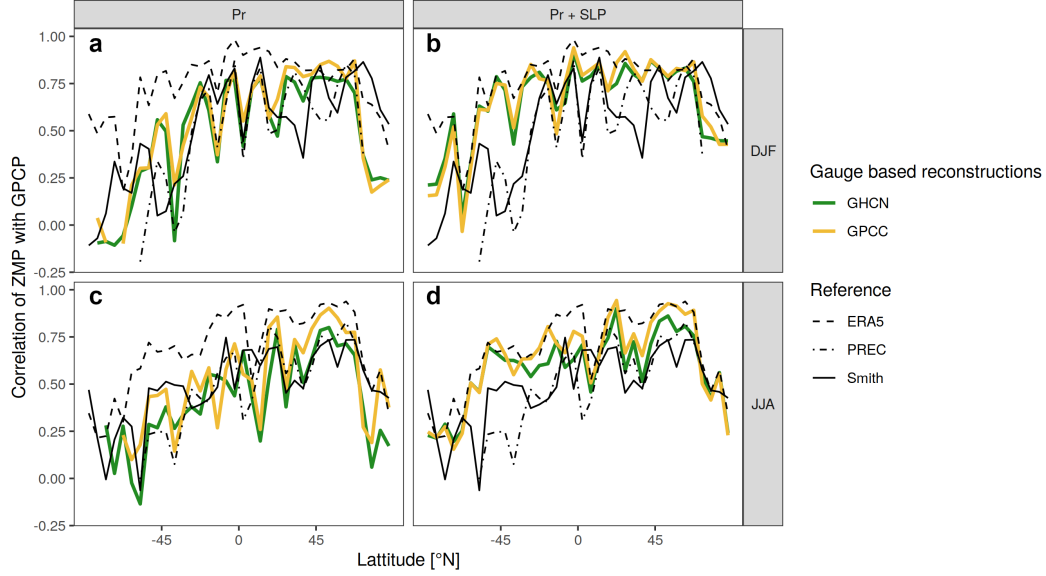 Pr
Pr + SLP
a
b
c
d
1.00
0.75
0.50
0.25
0.00
-0.25
1.00
0.75
0.50
0.25
0.00
-0.25
DJF
JJA
Correlation of ZMP with GPCP
-45
0
45
-45
0
45
Lattitude [°N]
Gauge based reconstructions
GHCN
GPCC
Reference
ERA5
PREC
Smith